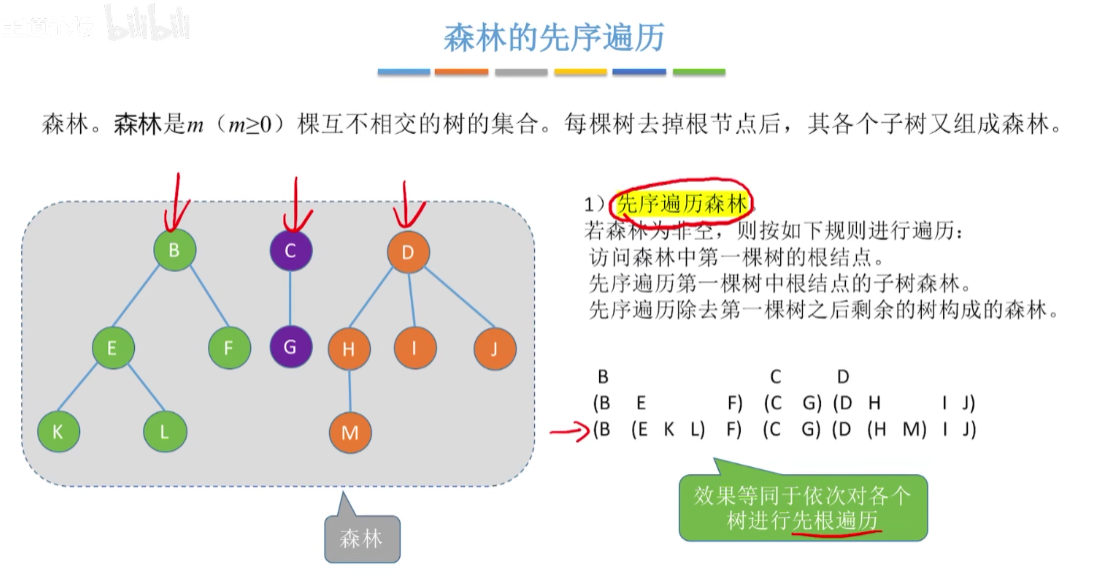 bilibili
森林的先序遍历
森林。森林是m（m≥0）棵互不相交的树的集合。每棵树去掉根节点后，其各个子树又组成森林。
B
C
D
E
F
G
H
I
J
K
L
M
森林
1）先序遍历森林。
若森林为非空，则按如下规则进行遍历：
访问森林中第一棵树的根结点。
先序遍历第一棵树中根结点的子树森林。
先序遍历除去第一棵树之后剩余的树构成的森林。
B C D
(B E F) (C G) (D H I J)
(B (E K L) F) (C G) (D (H M) I J)
效果等同于依次对各个
树进行先根遍历